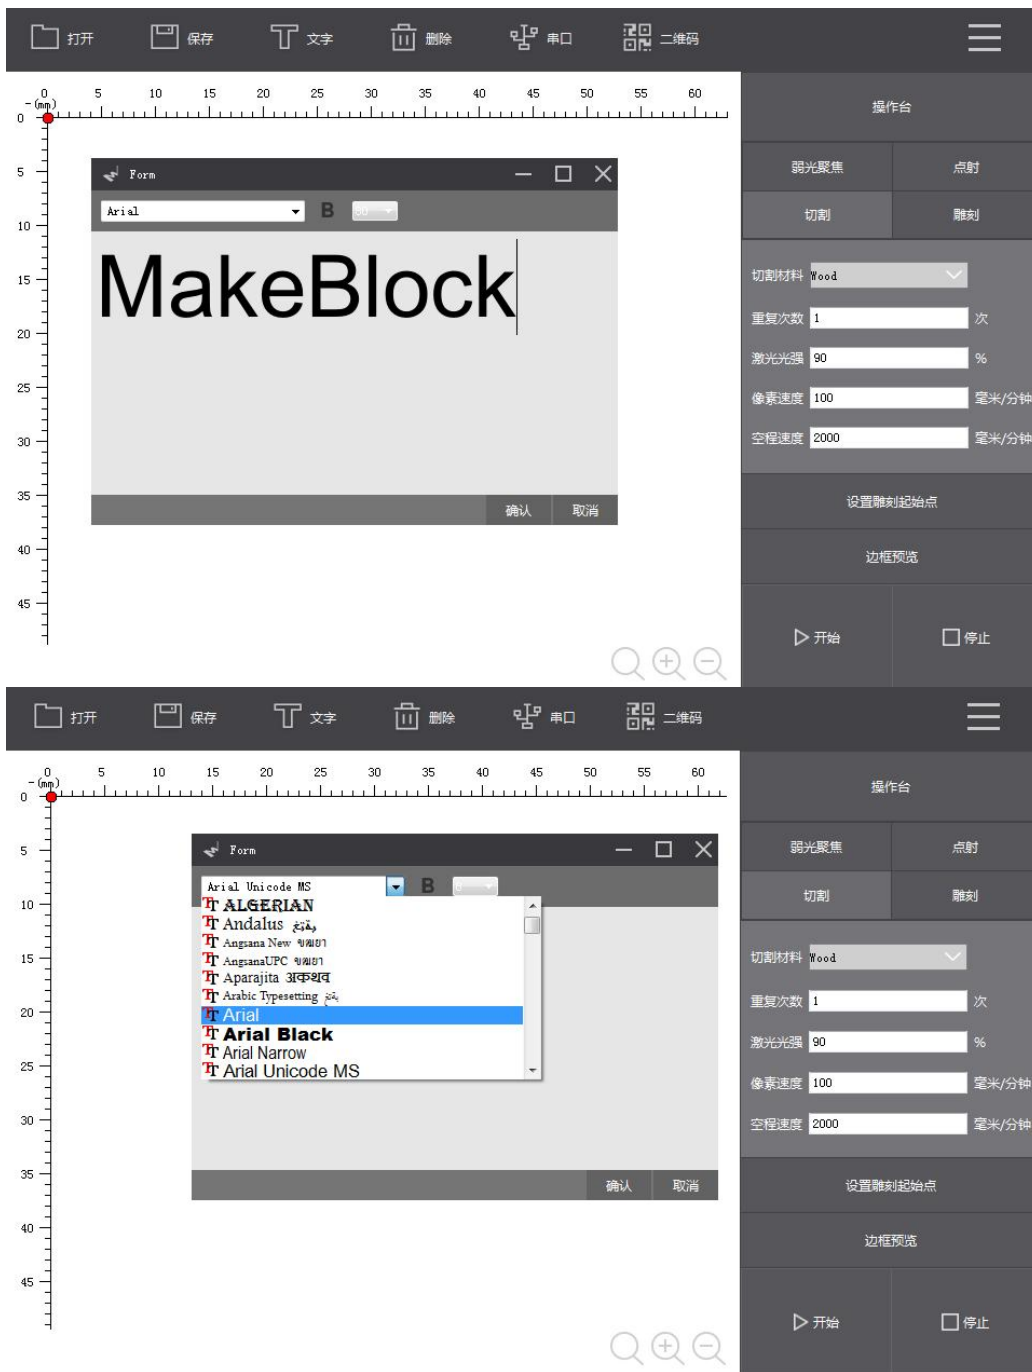 打开 保存 文字 删除 串口 二维码
0 5 10 15 20 25 30 35 40 45 50 55 60
(mm)
操作台
0
5
10
15
20
25
30
35
40
45
Form
Arial B
MakeBlock
确认 取消
弱光聚焦 点射
切割 雕刻
切割材料 Wood
重复次数 1 次
激光光强 90 %
像素速度 100 毫米/分钟
空程速度 2000 毫米/分钟
设置雕刻起始点
边框预览
开始 停止
打开 保存 文字 删除 串口 二维码
0 5 10 15 20 25 30 35 40 45 50 55 60
(mm)
操作台
0
5
10
15
20
25
30
35
40
45
Form
Arial Unicode MS B
ALGERIAN
Andalus
Angsana New
AngsanaUPC
Aparajita
Arabic Typesetting
Arial
Arial Black
Arial Narrow
Arial Unicode MS
确认 取消
弱光聚焦 点射
切割 雕刻
切割材料 Wood
重复次数 1 次
激光光强 90 %
像素速度 100 毫米/分钟
空程速度 2000 毫米/分钟
设置雕刻起始点
边框预览
开始 停止